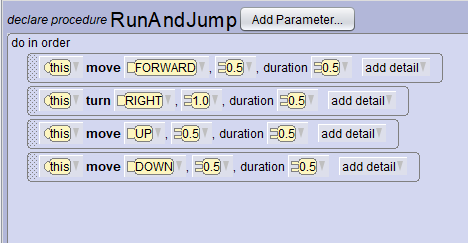 declare procedure RunAndJump Add Parameter...
do in order
this move FORWARD , 0.5 , duration 0.5 add detail
this turn RIGHT , 1.0 , duration 0.5 add detail
this move UP , 0.5 , duration 0.5 add detail
this move DOWN , 0.5 , duration 0.5 add detail